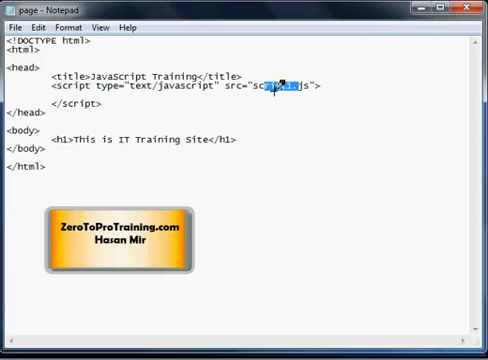 page - Notepad
File Edit Format View Help
<!DOCTYPE html>
<html>
<head>
<title>JavaScript Training</title>
<script type="text/javascript" src="script1.js">
</script>
</head>
<body>
<h1>This is IT Training Site</h1>
</body>
</html>
ZeroToProTraining.com
Hasan Mir